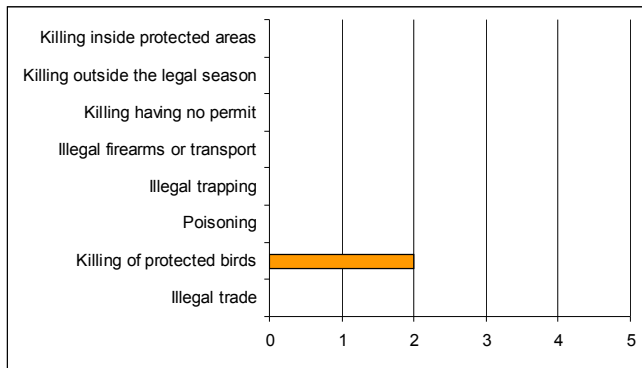 Killing inside protected areas
Killing outside the legal season
Killing having no permit
Illegal firearms or transport
Illegal trapping
Poisoning
Killing of protected birds
Illegal trade
0 1 2 3 4 5